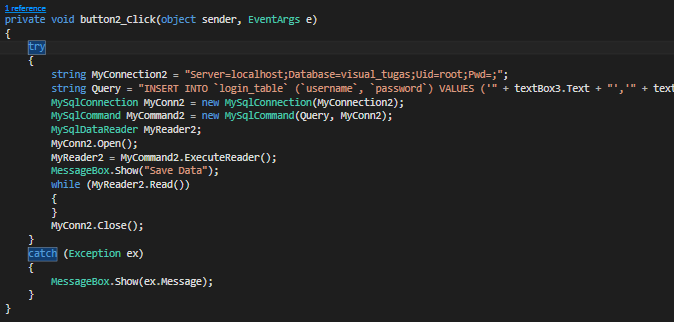 1 reference
private void button2_Click(object sender, EventArgs e)
{
try
{
string MyConnection2 = "Server=localhost;Database=visual_tugas;Uid=root;Pwd=;";
string Query = "INSERT INTO `login_table` (`username`, `password`) VALUES ('" + textBox3.Text + "','" + text
MySqlConnection MyConn2 = new MySqlConnection(MyConnection2);
MySqlCommand MyCommand2 = new MySqlCommand(Query, MyConn2);
MySqlDataReader MyReader2;
MyConn2.Open();
MyReader2 = MyCommand2.ExecuteReader();
MessageBox.Show("Save Data");
while (MyReader2.Read())
{
}
MyConn2.Close();
}
catch (Exception ex)
{
MessageBox.Show(ex.Message);
}
}